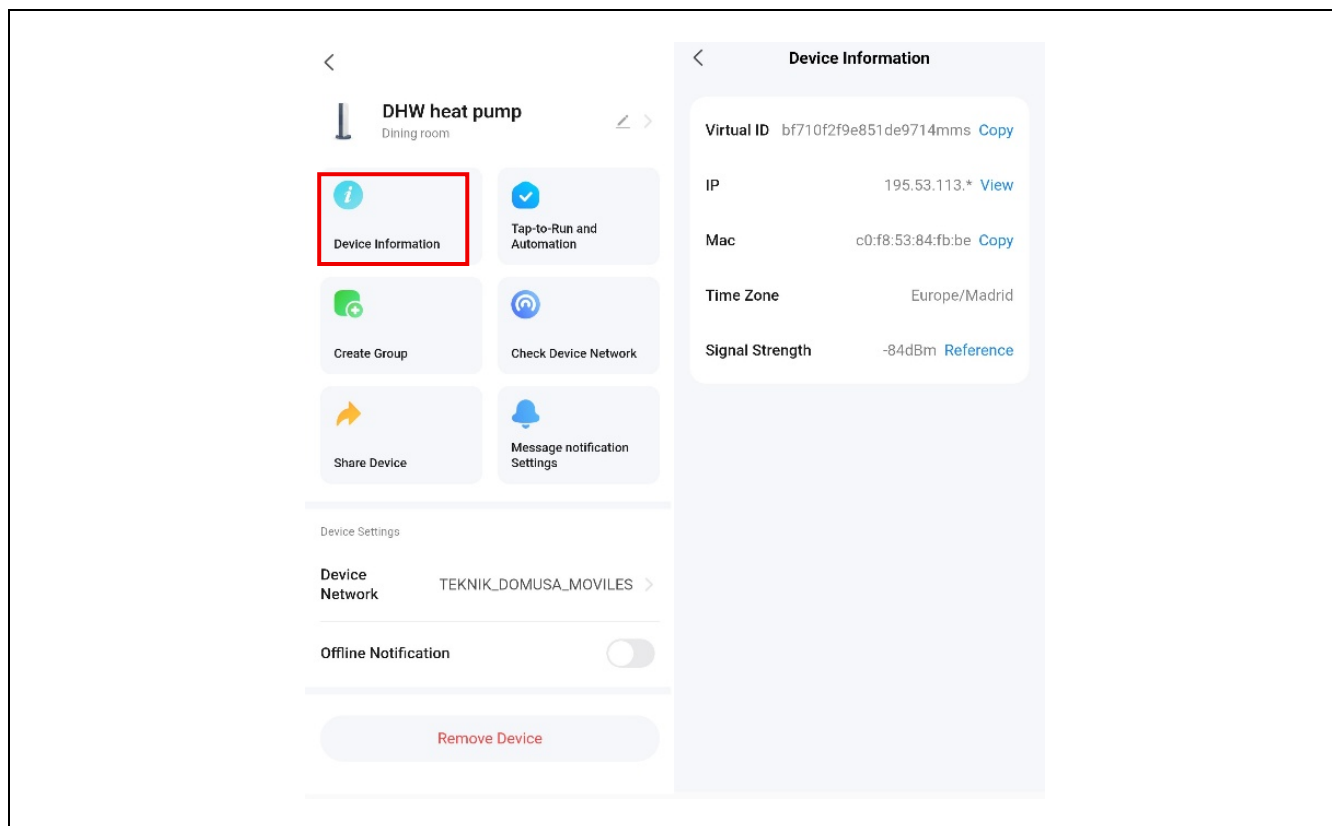 DHW heat pump
Dining room
Device Information
Tap-to-Run and
Automation
Create Group
Check Device Network
Share Device
Message notification
Settings
Device Settings
Device
Network
TEKNIK_DOMUSA_MOVILES
Offline Notification
Remove Device
Device Information
Virtual ID bf710f2f9e851de9714mms Copy
IP 195.53.113.* View
Mac c0:f8:53:84:fb:be Copy
Time Zone Europe/Madrid
Signal Strength -84dBm Reference